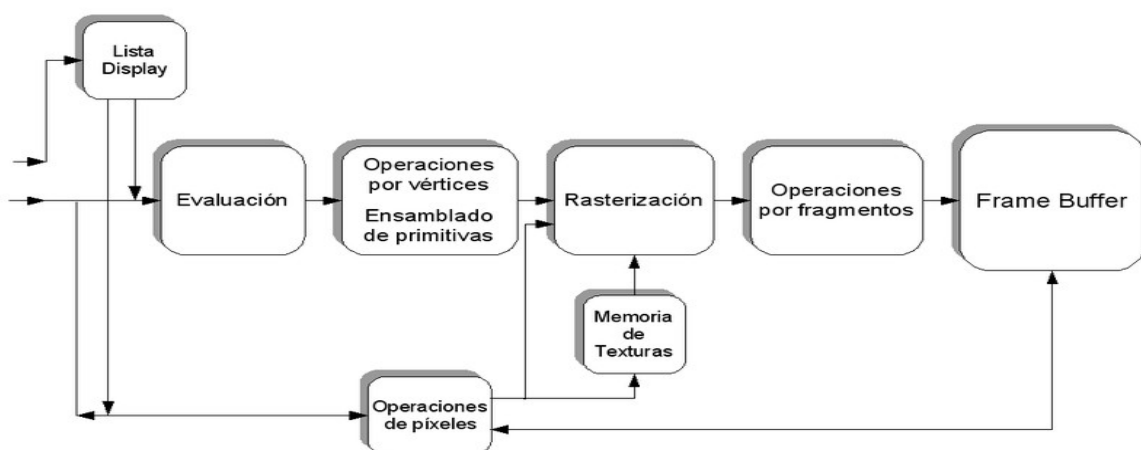 Lista
Display
Evaluación
Operaciones
por vértices
Ensamblado
de primitivas
Rasterización
Operaciones
por fragmentos
Frame Buffer
Memoria
de
Texturas
Operaciones
de píxeles